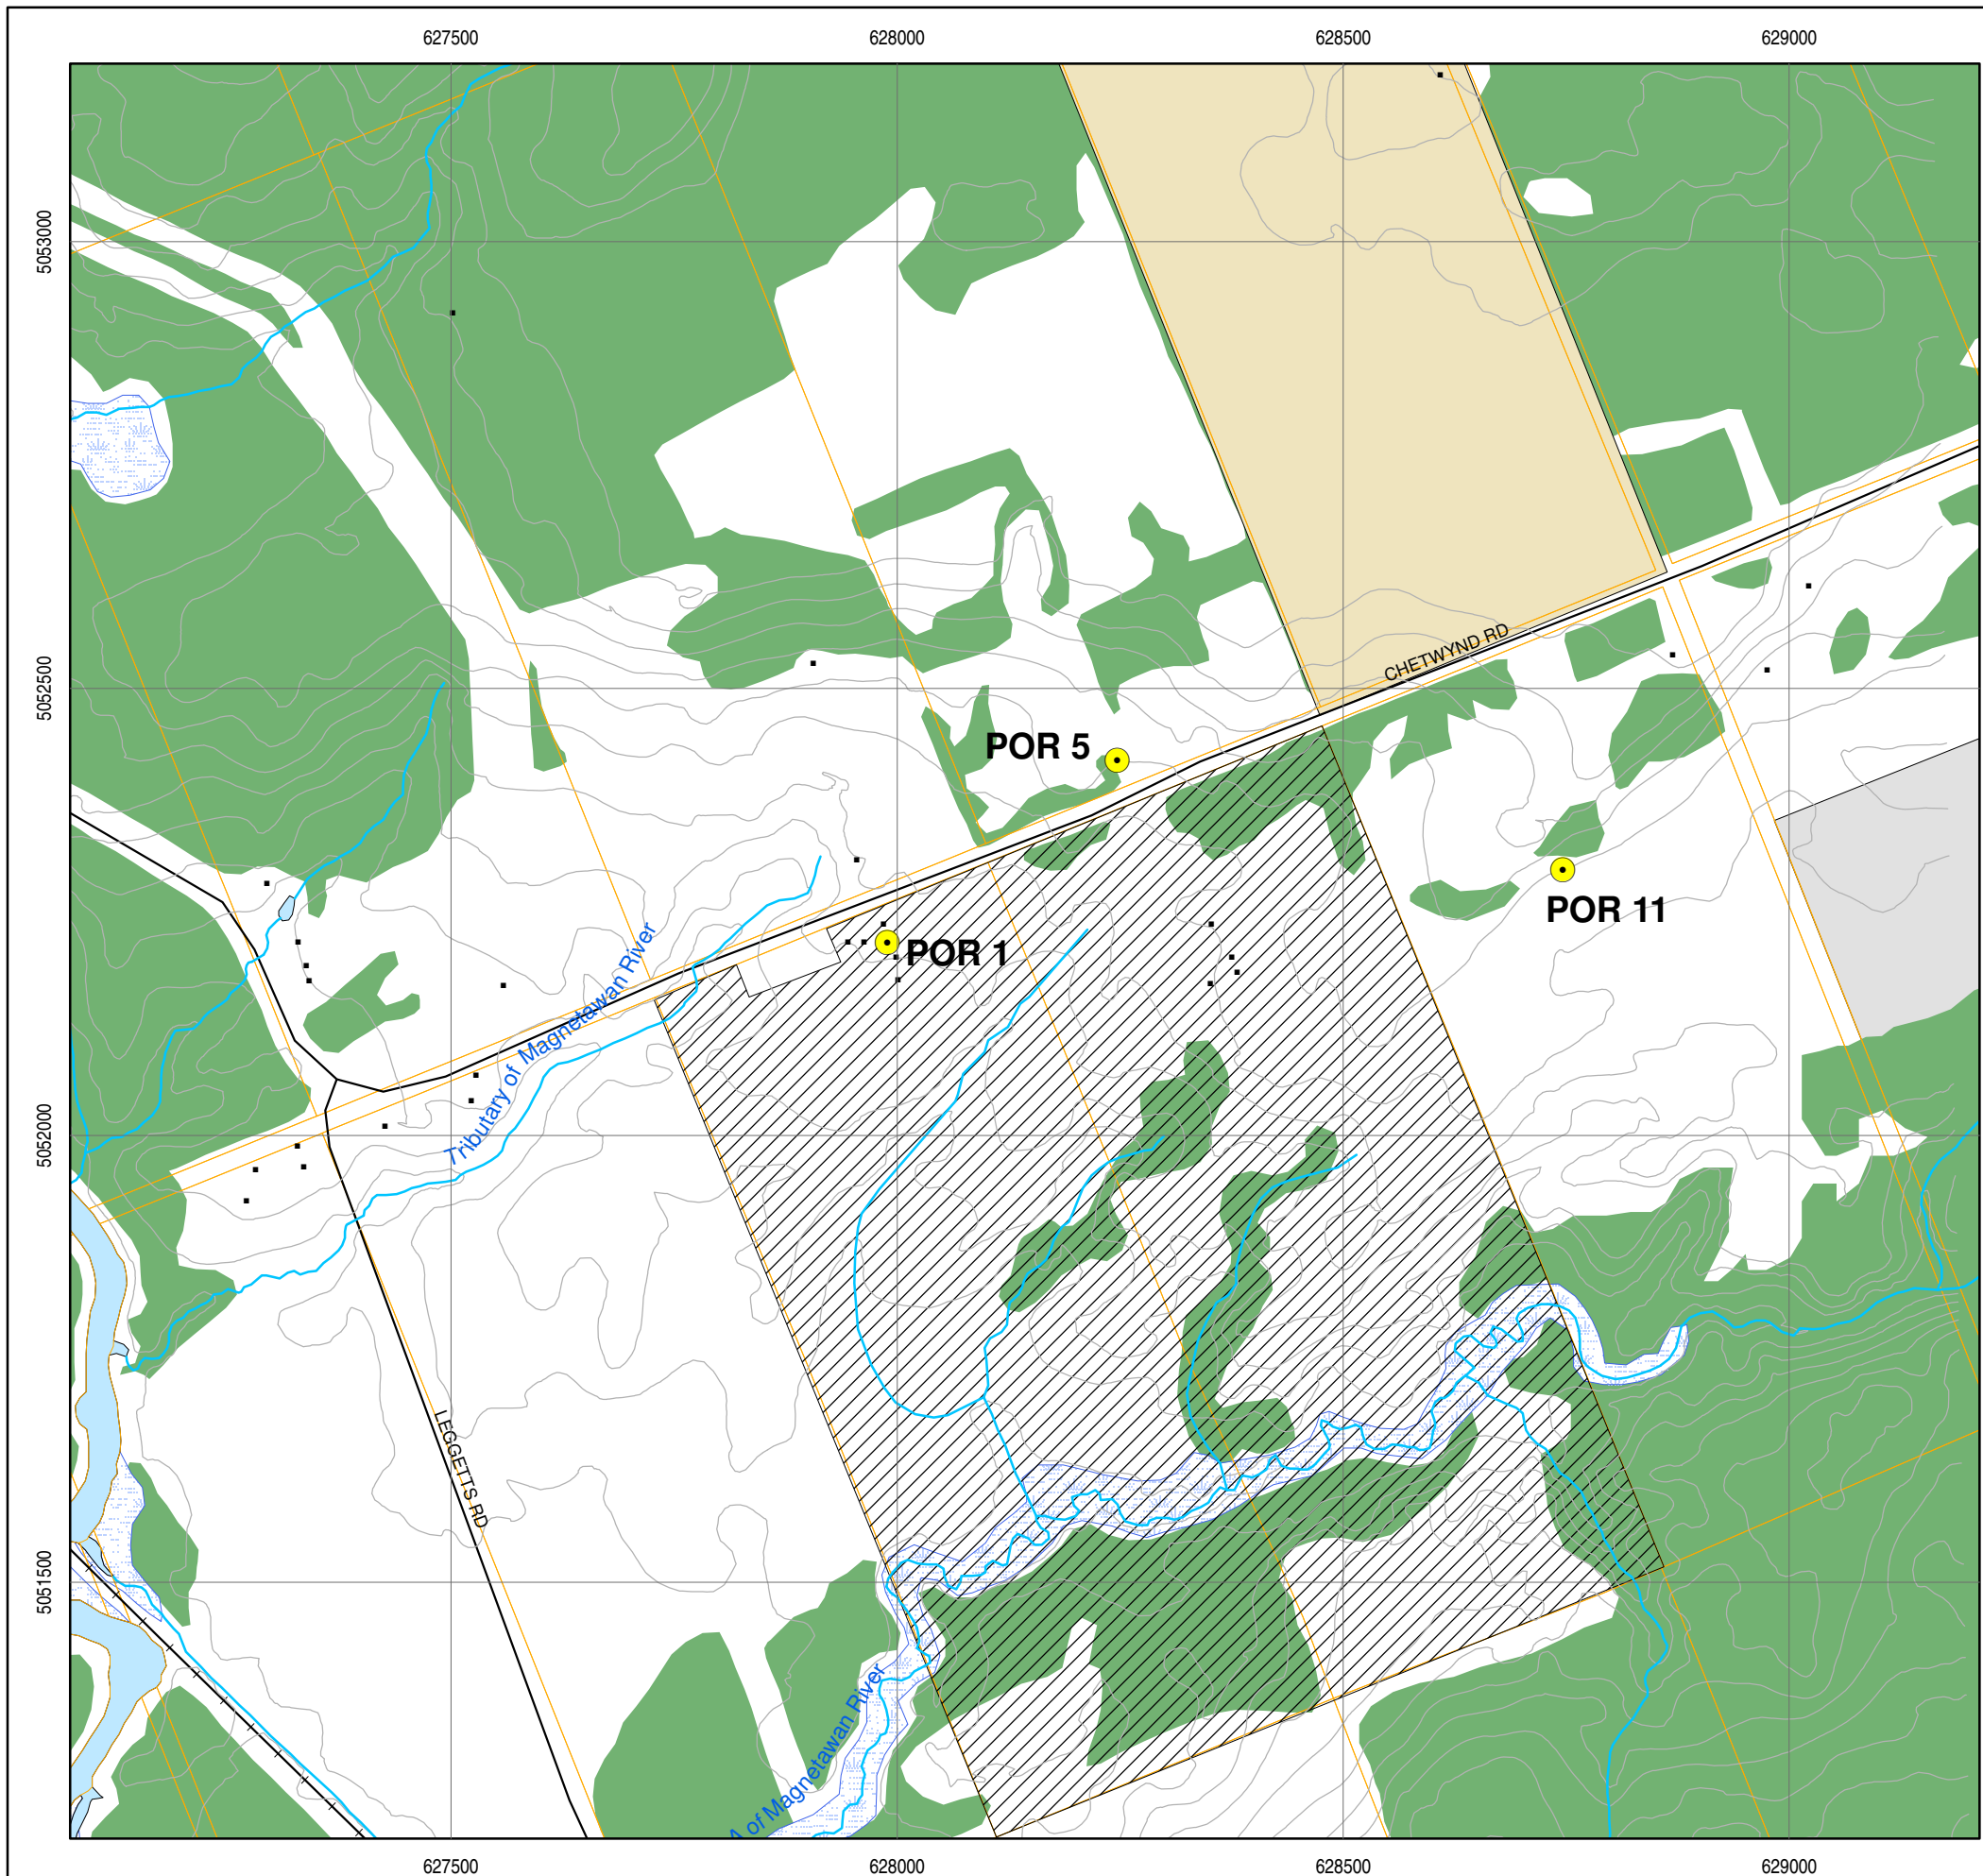 627500 628000 628500 629000
5053000
5052500
CHETWYND RD
POR 5
POR 11
POR 1
Tributary of Magnetawan River
5052000
LEGGETTS RD
5051500
A of Magnetawan River
627500 628000 628500 629000